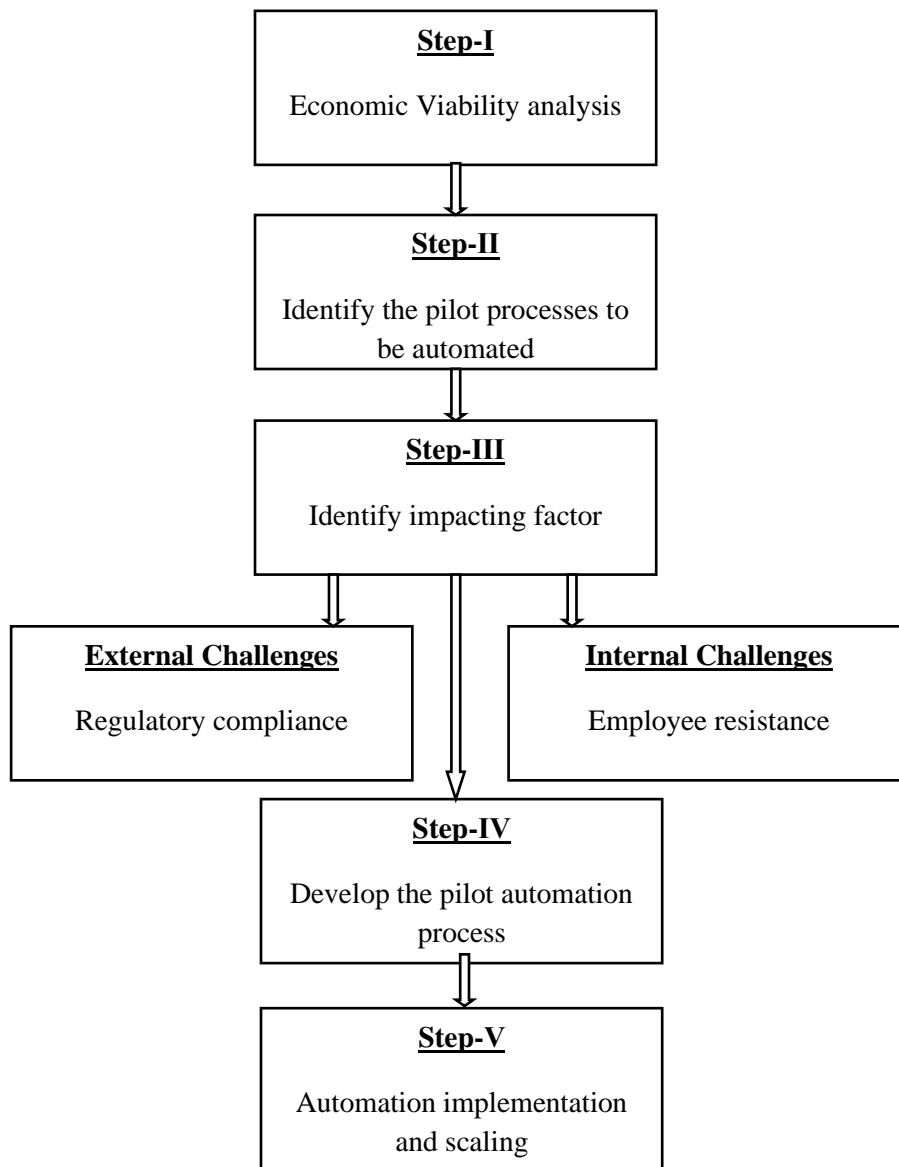 Step-I
Economic Viability analysis
Step-II
Identify the pilot processes to
be automated
Step-III
Identify impacting factor
External Challenges
Regulatory compliance
Internal Challenges
Employee resistance
Step-IV
Develop the pilot automation
process
Step-V
Automation implementation
and scaling